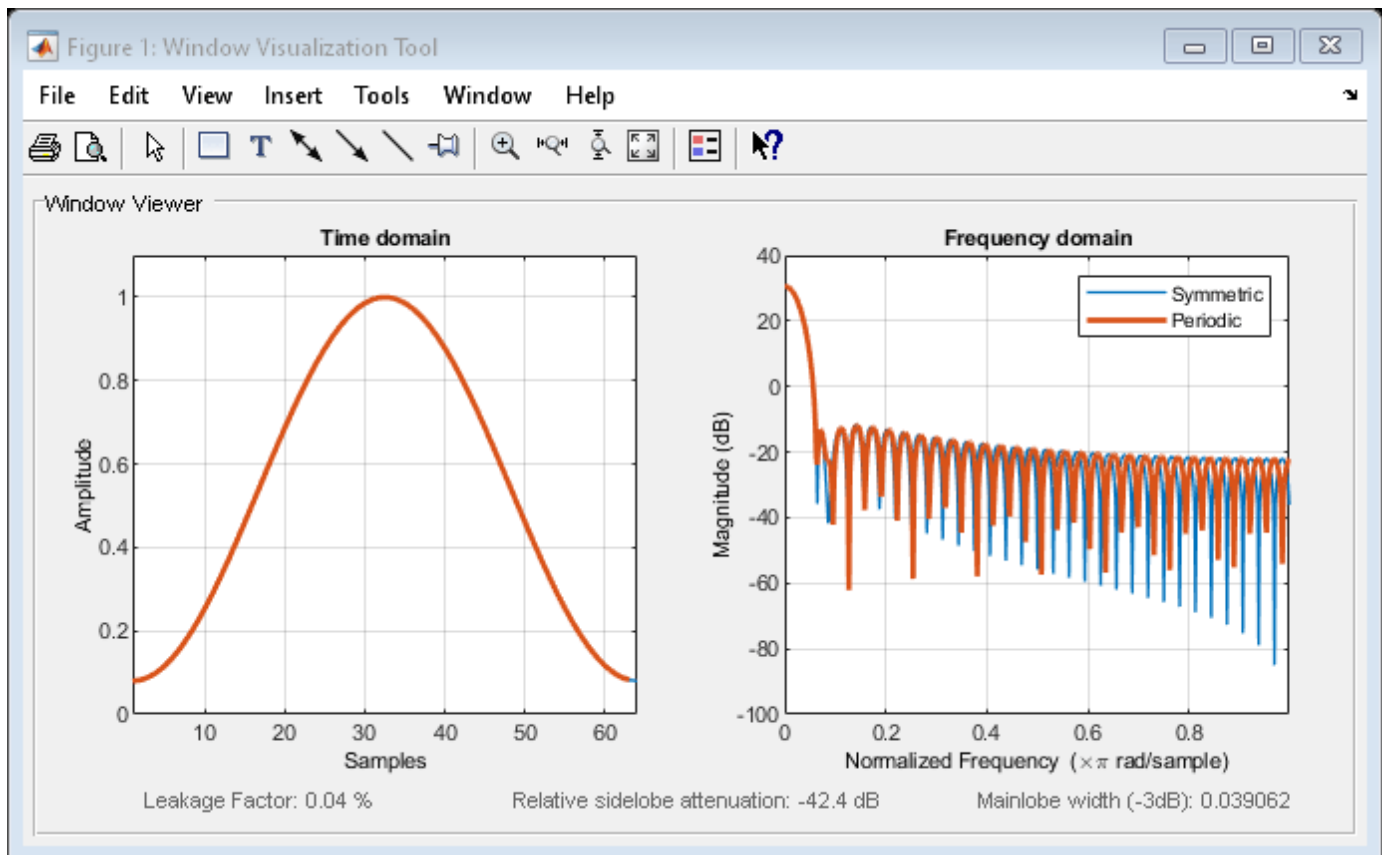 Figure 1: Window Visualization Tool
File Edit View Insert Tools Window Help
T
?
Window Viewer
Time domain
1
0.8
0.6
0.4
0.2
0
10 20 30 40 50 60
Amplitude
Samples
Frequency domain
40
20
0
-20
-40
-60
-80
-100
0 0.2 0.4 0.6 0.8
Magnitude (dB)
Normalized Frequency (×π rad/sample)
Symmetric
Periodic
Leakage Factor: 0.04 % Relative sidelobe attenuation: -42.4 dB Mainlobe width (-3dB): 0.039062